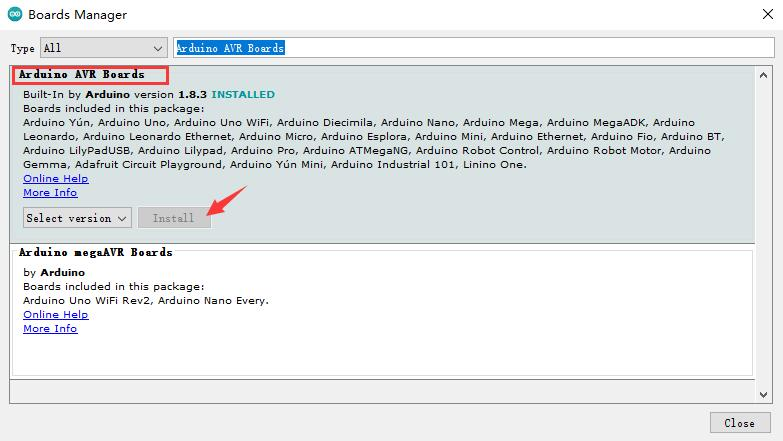 Boards Manager
Type All Arduino AVR Boards
Arduino AVR Boards
Built-In by Arduino version 1.8.3 INSTALLED
Boards included in this package:
Arduino Yún, Arduino Uno, Arduino Uno WiFi, Arduino Diecimila, Arduino Nano, Arduino Mega, Arduino MegaADK, Arduino
Leonardo, Arduino Leonardo Ethernet, Arduino Micro, Arduino Esplora, Arduino Mini, Arduino Ethernet, Arduino Fio, Arduino BT,
Arduino LilyPadUSB, Arduino Lilypad, Arduino Pro, Arduino ATMegaNG, Arduino Robot Control, Arduino Robot Motor, Arduino
Gemma, Adafruit Circuit Playground, Arduino Yún Mini, Arduino Industrial 101, Linino One.
Online Help
More Info
Select version Install
Arduino megaAVR Boards
by Arduino
Boards included in this package:
Arduino Uno WiFi Rev2, Arduino Nano Every.
Online Help
More Info
Close